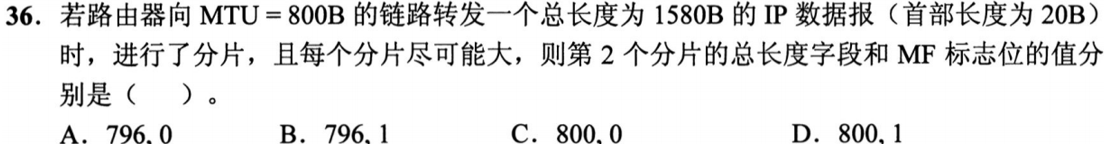 36. 若路由器向 MTU = 800B 的链路转发一个总长度为 1580B 的 IP 数据报（首部长度为 20B）
时，进行了分片，且每个分片尽可能大，则第 2 个分片的总长度字段和 MF 标志位的值分
别是（ ）。
A. 796, 0 B. 796, 1 C. 800, 0 D. 800, 1